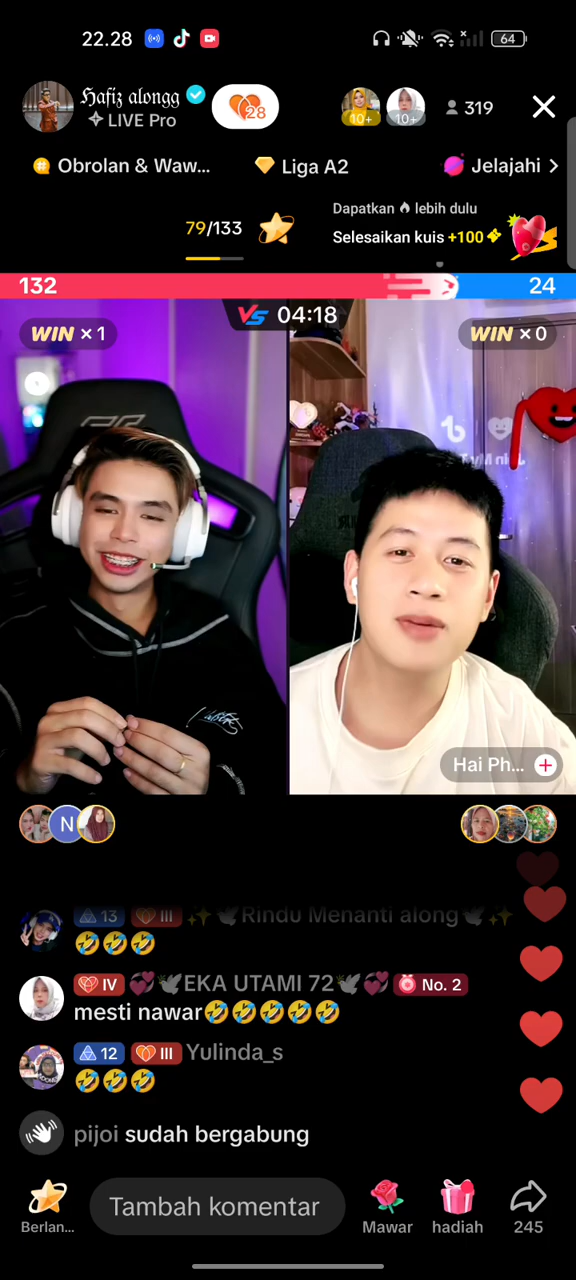 22.28
64
Hafiz alongg
LIVE Pro
28
10+
10+
319
Obrolan & Waw...
Liga A2
Jelajahi
79/133
Dapatkan 🔥 lebih dulu
Selesaikan kuis +100
132
24
VS 04:18
WIN × 1
WIN × 0
Hai Ph...
N
13 III ✨🕊️Rindu Menanti along🕊️✨
🤣🤣🤣
IV 💞🕊️EKA UTAMI 72🕊️💞 No. 2
mesti nawar🤣🤣🤣🤣🤣
12 III Yulinda_s
🤣🤣🤣
pijoi sudah bergabung
Berlan...
Tambah komentar
Mawar
hadiah
245